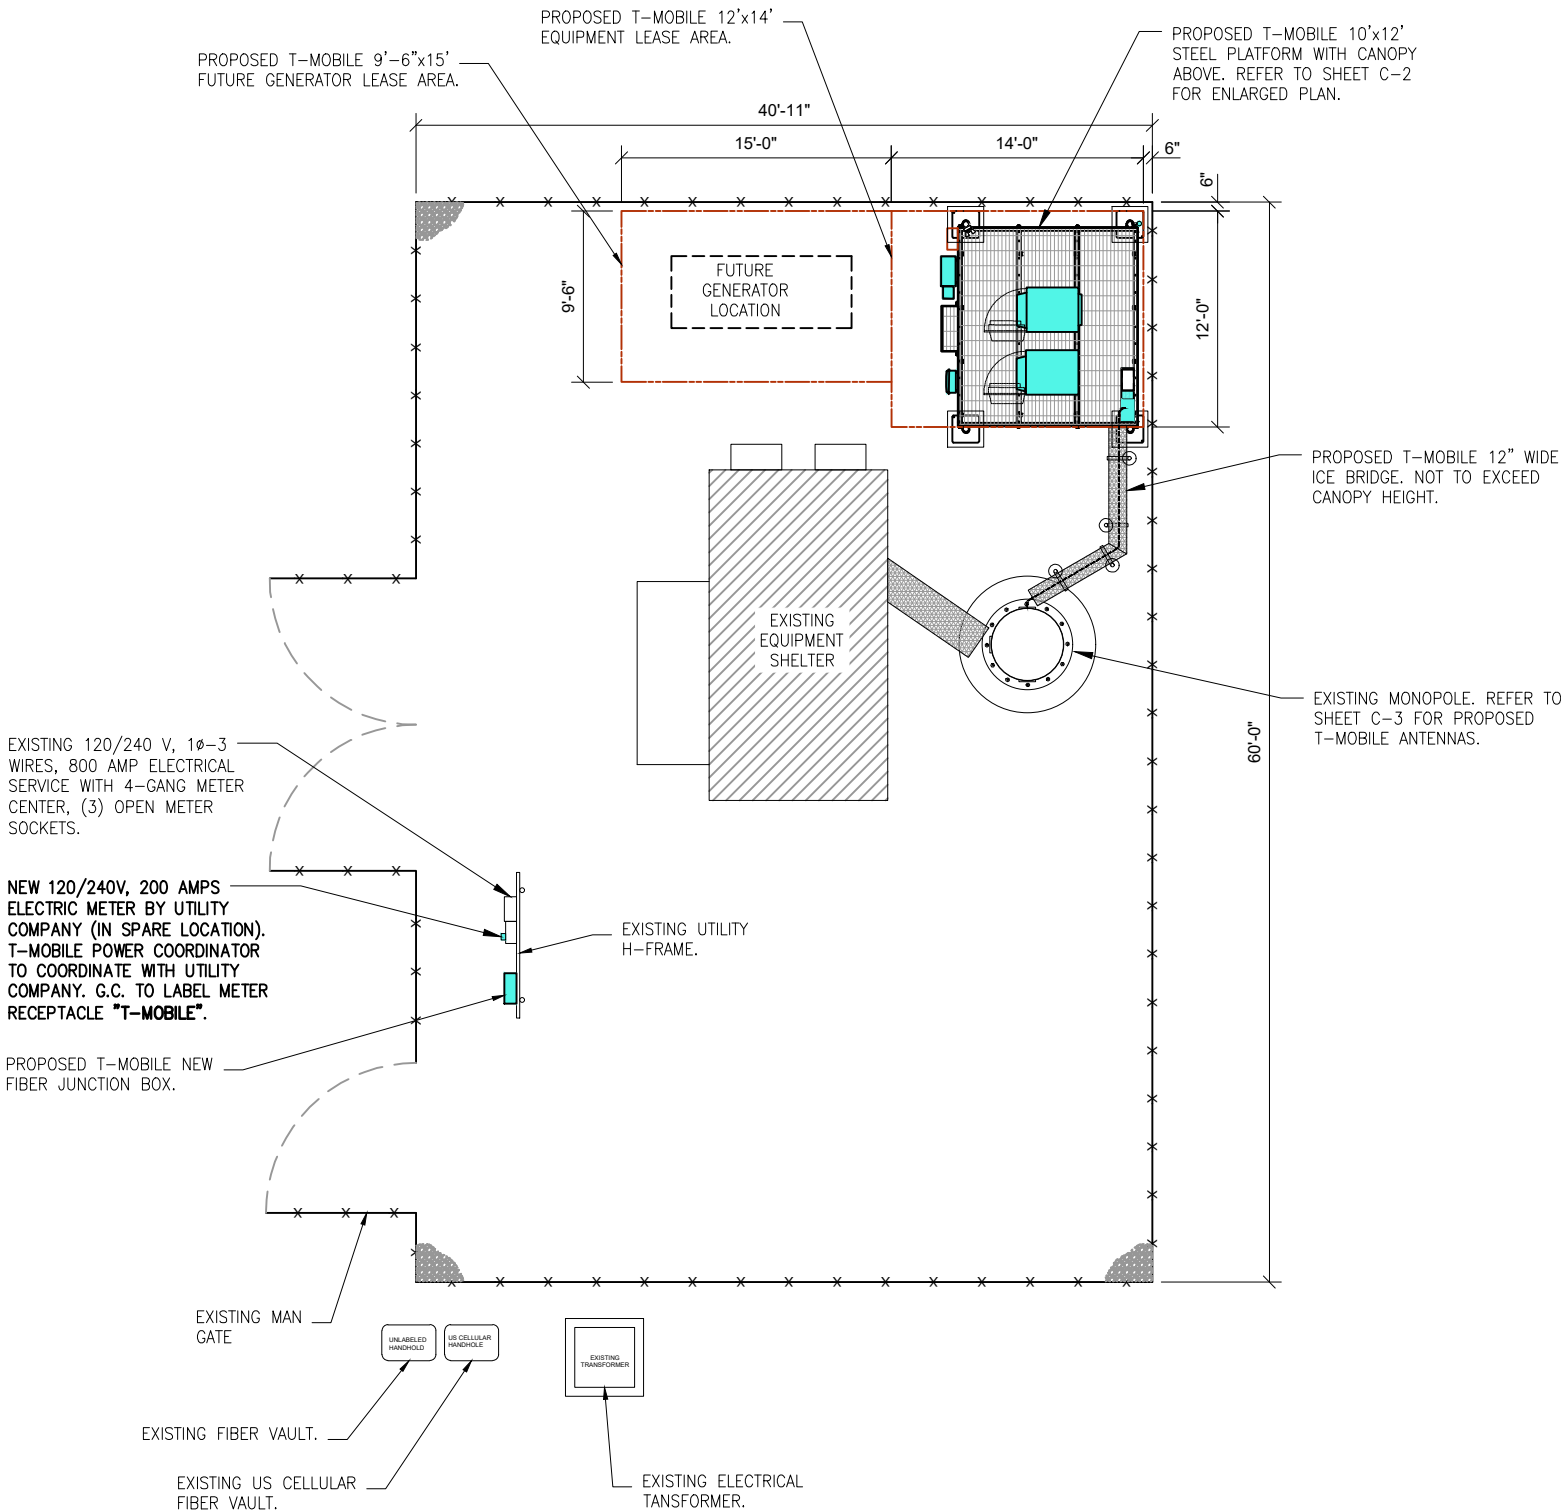 PROPOSED T-MOBILE 12'x14'
EQUIPMENT LEASE AREA.
PROPOSED T-MOBILE 10'x12'
STEEL PLATFORM WITH CANOPY
ABOVE. REFER TO SHEET C-2
FOR ENLARGED PLAN.
PROPOSED T-MOBILE 9'-6"x15'
FUTURE GENERATOR LEASE AREA.
40'-11"
15'-0"
14'-0"
6"
6"
9'-6"
FUTURE
GENERATOR
LOCATION
12'-0"
PROPOSED T-MOBILE 12" WIDE
ICE BRIDGE. NOT TO EXCEED
CANOPY HEIGHT.
EXISTING
EQUIPMENT
SHELTER
EXISTING MONOPOLE. REFER TO
SHEET C-3 FOR PROPOSED
T-MOBILE ANTENNAS.
60'-0"
EXISTING 120/240 V, 1ø-3
WIRES, 800 AMP ELECTRICAL
SERVICE WITH 4-GANG METER
CENTER, (3) OPEN METER
SOCKETS.
NEW 120/240V, 200 AMPS
ELECTRIC METER BY UTILITY
COMPANY (IN SPARE LOCATION).
T-MOBILE POWER COORDINATOR
TO COORDINATE WITH UTILITY
COMPANY. G.C. TO LABEL METER
RECEPTACLE "T-MOBILE".
EXISTING UTILITY
H-FRAME.
PROPOSED T-MOBILE NEW
FIBER JUNCTION BOX.
EXISTING MAN
GATE
UNLABELED
HANDHOLD
US CELLULAR
HANDHOLE
EXISTING
TRANSFORMER
EXISTING FIBER VAULT.
EXISTING US CELLULAR
FIBER VAULT.
EXISTING ELECTRICAL
TANSFORMER.